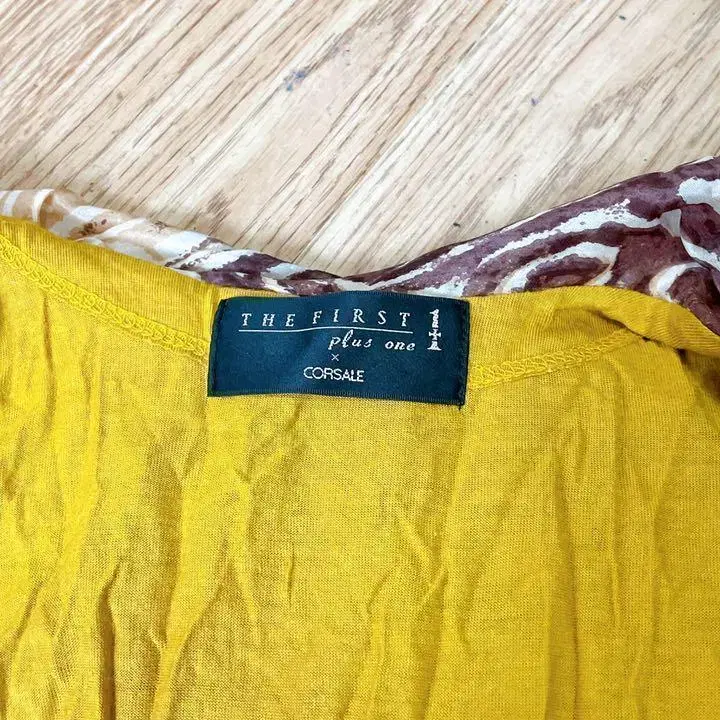 THE FIRST
plus one
×
CORSALE